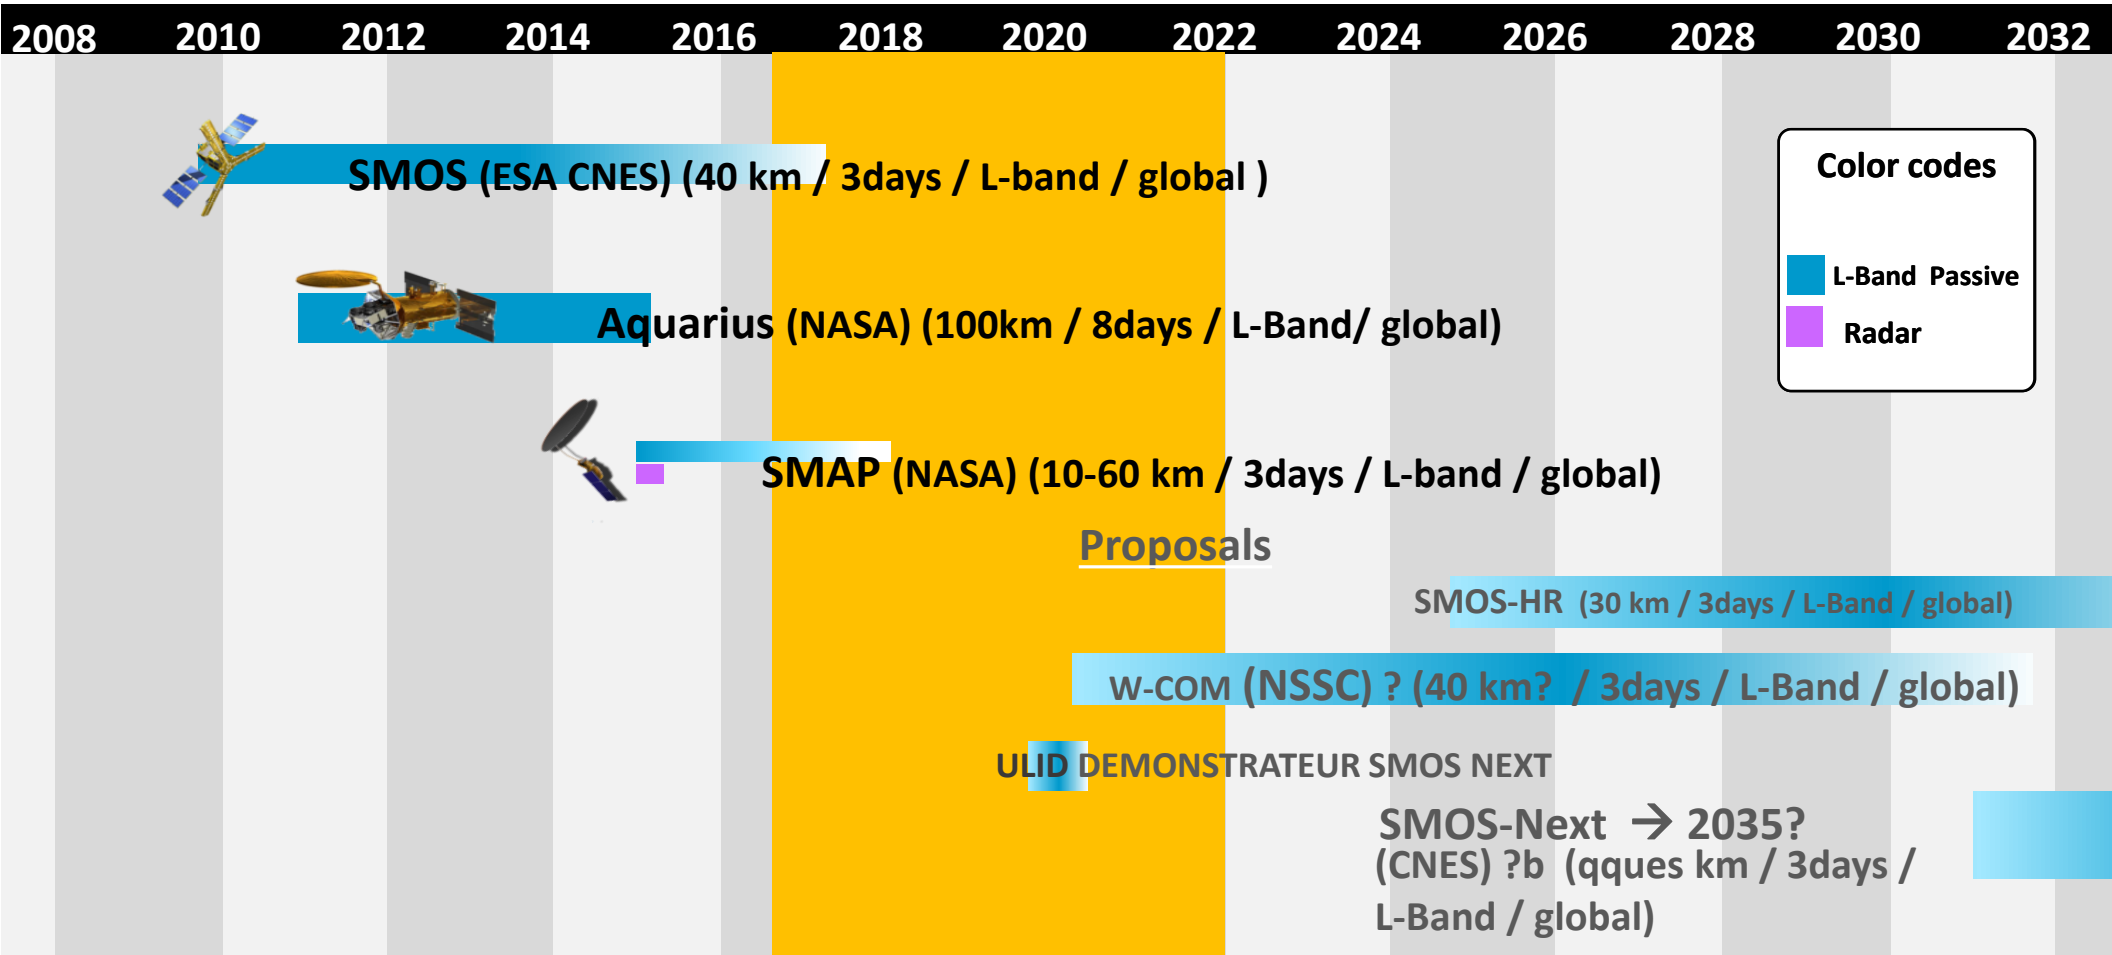 2008 2010 2012 2014 2016 2018 2020 2022 2024 2026 2028 2030 2032
SMOS (ESA CNES) (40 km / 3days / L-band / global )
Color codes
L-Band Passive
Radar
Aquarius (NASA) (100km / 8days / L-Band/ global)
SMAP (NASA) (10-60 km / 3days / L-band / global)
Proposals
SMOS-HR (30 km / 3days / L-Band / global)
W-COM (NSSC) ? (40 km? / 3days / L-Band / global)
ULID DEMONSTRATEUR SMOS NEXT
SMOS-Next → 2035?
(CNES) ?b (qques km / 3days /
L-Band / global)